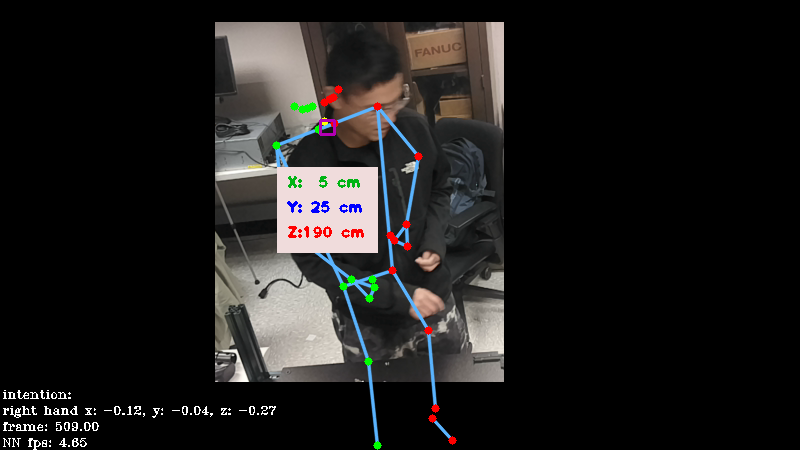 FANUC
X: 5 cm
Y: 25 cm
Z:190 cm
intention:
right hand x: −0.12, y: −0.04, z: −0.27
frame: 509.00
NN fps: 4.65